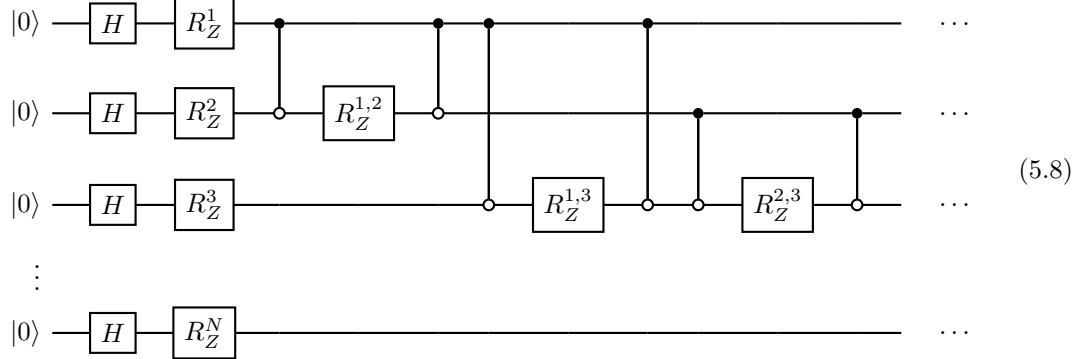 |0⟩ H R_Z^1 ···
|0⟩ H R_Z^2 R_Z^{1,2} ···
(5.8)
|0⟩ H R_Z^3 R_Z^{1,3} R_Z^{2,3} ···
⋮
|0⟩ H R_Z^N ···